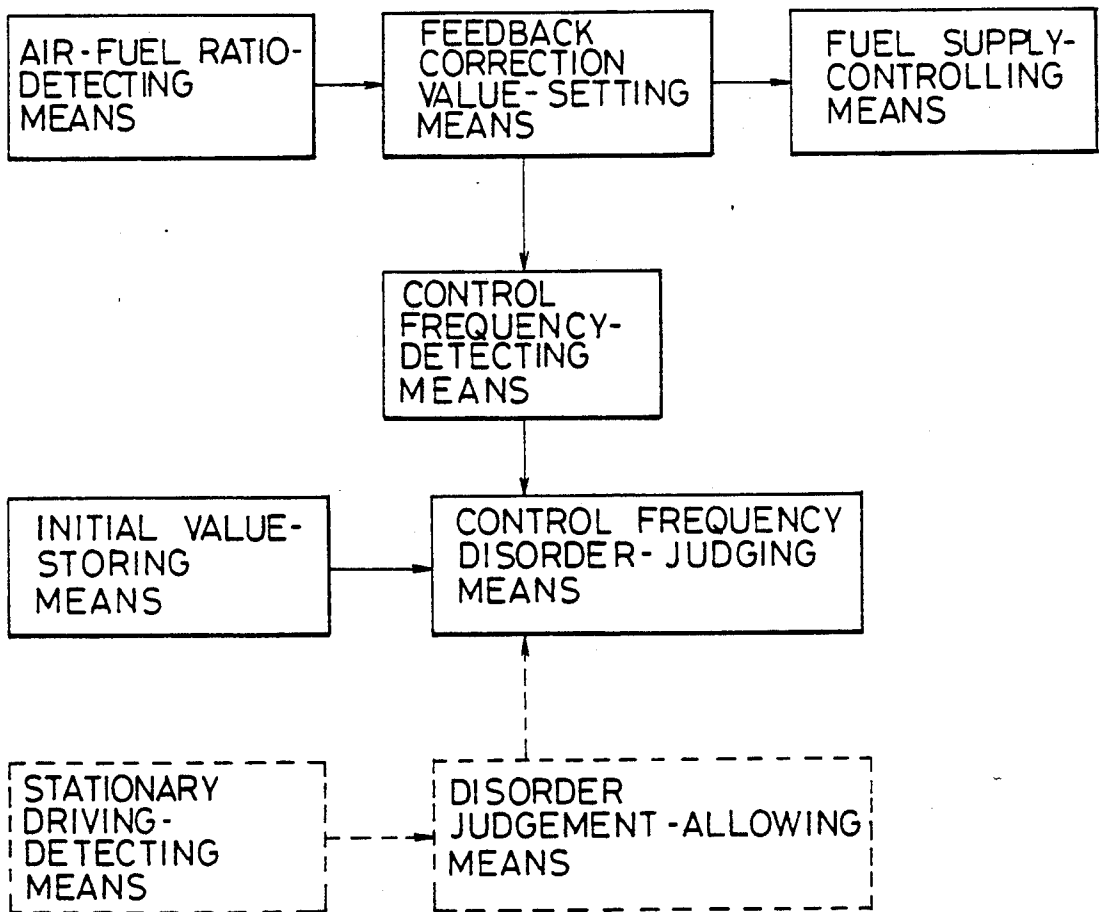 AIR-FUEL RATIO-
DETECTING
MEANS
FEEDBACK
CORRECTION
VALUE-SETTING
MEANS
FUEL SUPPLY-
CONTROLLING
MEANS
CONTROL
FREQUENCY-
DETECTING
MEANS
INITIAL VALUE-
STORING
MEANS
CONTROL FREQUENCY
DISORDER-JUDGING
MEANS
STATIONARY
DRIVING-
DETECTING
MEANS
DISORDER
JUDGEMENT-ALLOWING
MEANS